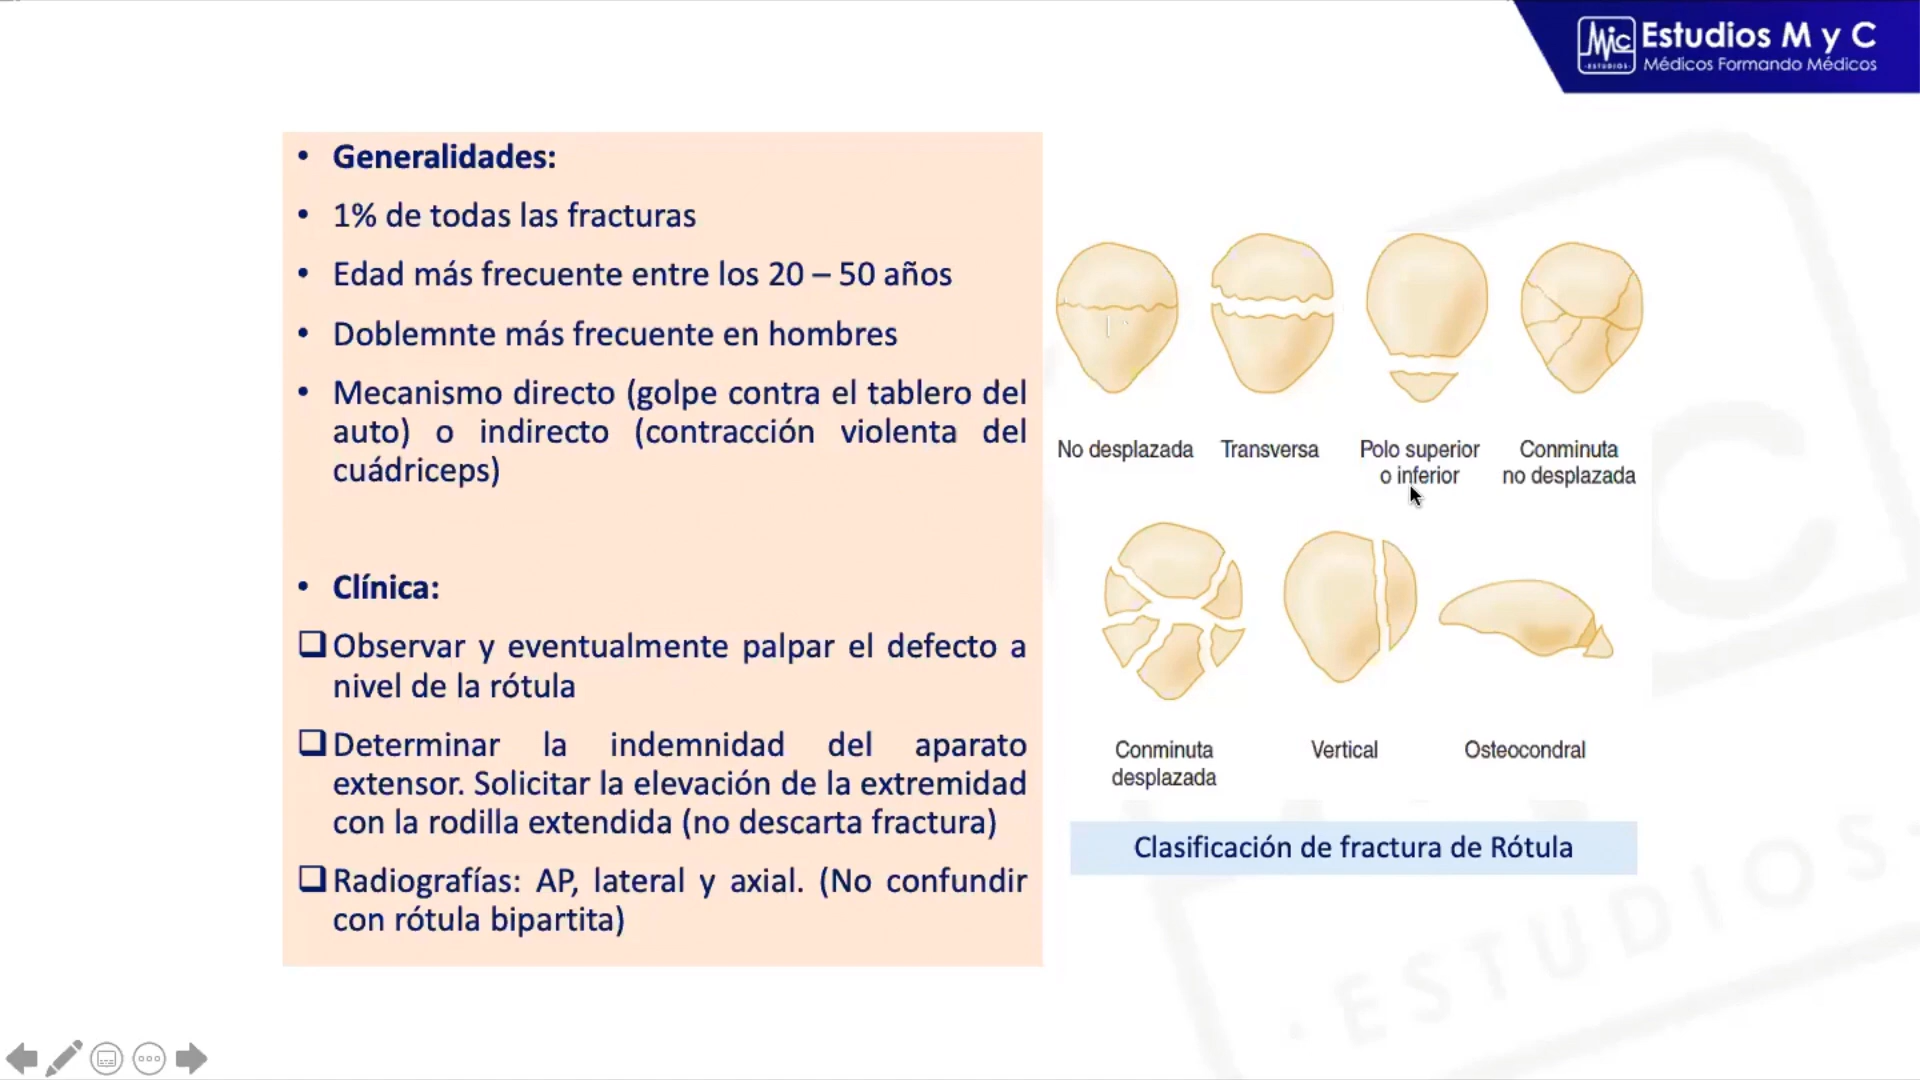 Estudios M y C
Médicos Formando Médicos
MyC
·ESTUDIOS·
• Generalidades:
• 1% de todas las fracturas
• Edad más frecuente entre los 20 – 50 años
• Doblemnte más frecuente en hombres
• Mecanismo directo (golpe contra el tablero del
auto) o indirecto (contracción violenta del
cuádriceps)
• Clínica:
❑ Observar y eventualmente palpar el defecto a
nivel de la rótula
❑ Determinar la indemnidad del aparato
extensor. Solicitar la elevación de la extremidad
con la rodilla extendida (no descarta fractura)
❑ Radiografías: AP, lateral y axial. (No confundir
con rótula bipartita)
No desplazada
Transversa
Polo superior
o inferior
Conminuta
no desplazada
Conminuta
desplazada
Vertical
Osteocondral
Clasificación de fractura de Rótula
C
· ESTUDIOS ·